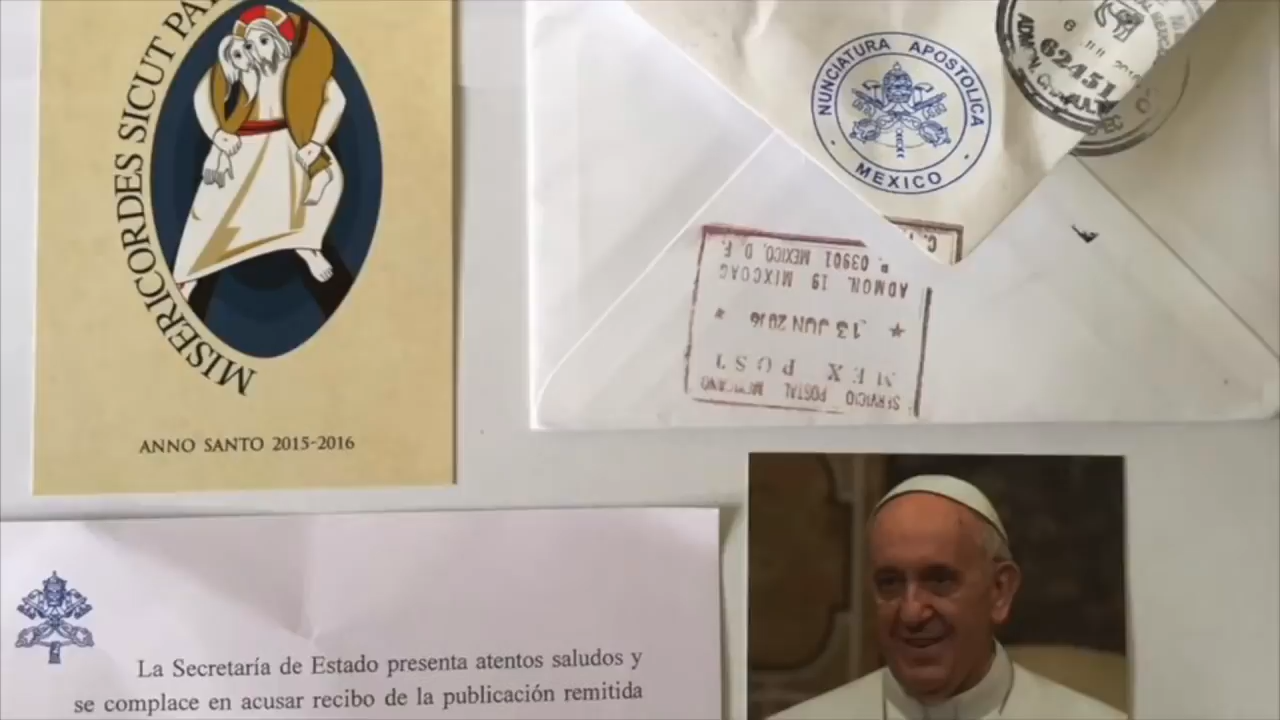 MISERICORDES SICUT PA
ANNO SANTO 2015-2016
NUNCIATURA APOSTOLICA
MEXICO
6
62451
SERVICIO POSTAL MEXICANO
MEXPOST
★ 13 JUN 2016 ★
ADMON. 19 MIXCOAC
P. 03901 MEXICO, D. F.
La Secretaría de Estado presenta atentos saludos y
se complace en acusar recibo de la publicación remitida